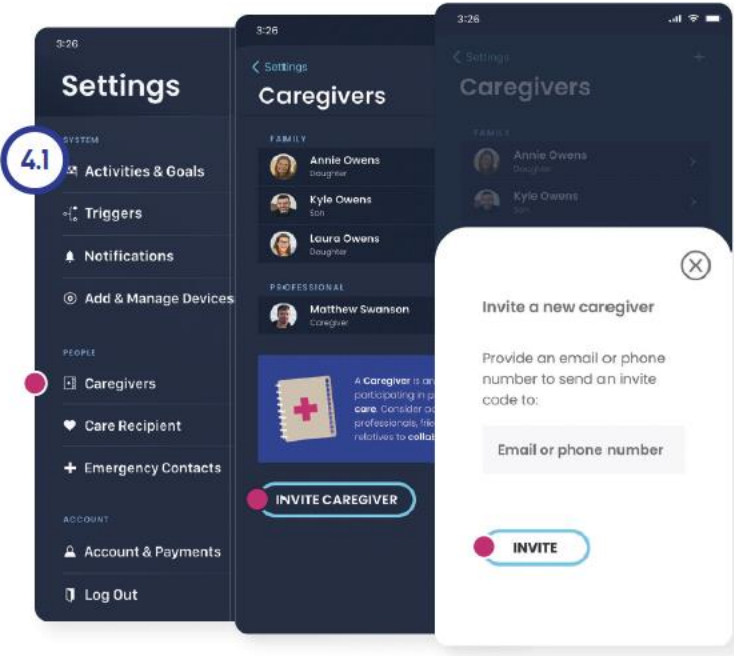 4.1
3:26
Settings
SYSTEM
Activities & Goals
Triggers
Notifications
Add & Manage Devices
PEOPLE
Caregivers
Care Recipient
Emergency Contacts
ACCOUNT
Account & Payments
Log Out
3:26
Settings
Caregivers
FAMILY
Annie Owens
Daughter
Kyle Owens
Son
Laura Owens
Daughter
PROFESSIONAL
Matthew Swanson
Caregiver
A Caregiver is an
participating in p
care. Consider ad
professionals, frie
relatives to collab
INVITE CAREGIVER
3:26
Settings
Caregivers
FAMILY
Annie Owens
Daughter
Kyle Owens
Son
Invite a new caregiver
Provide an email or phone
number to send an invite
code to:
Email or phone number
INVITE